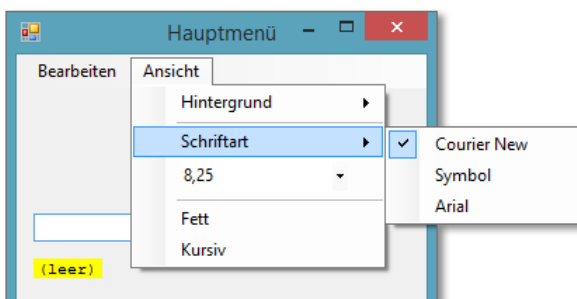 Hauptmenü
Bearbeiten Ansicht
Hintergrund
Schriftart
Courier New
8,25
Symbol
Arial
Fett
Kursiv
(leer)